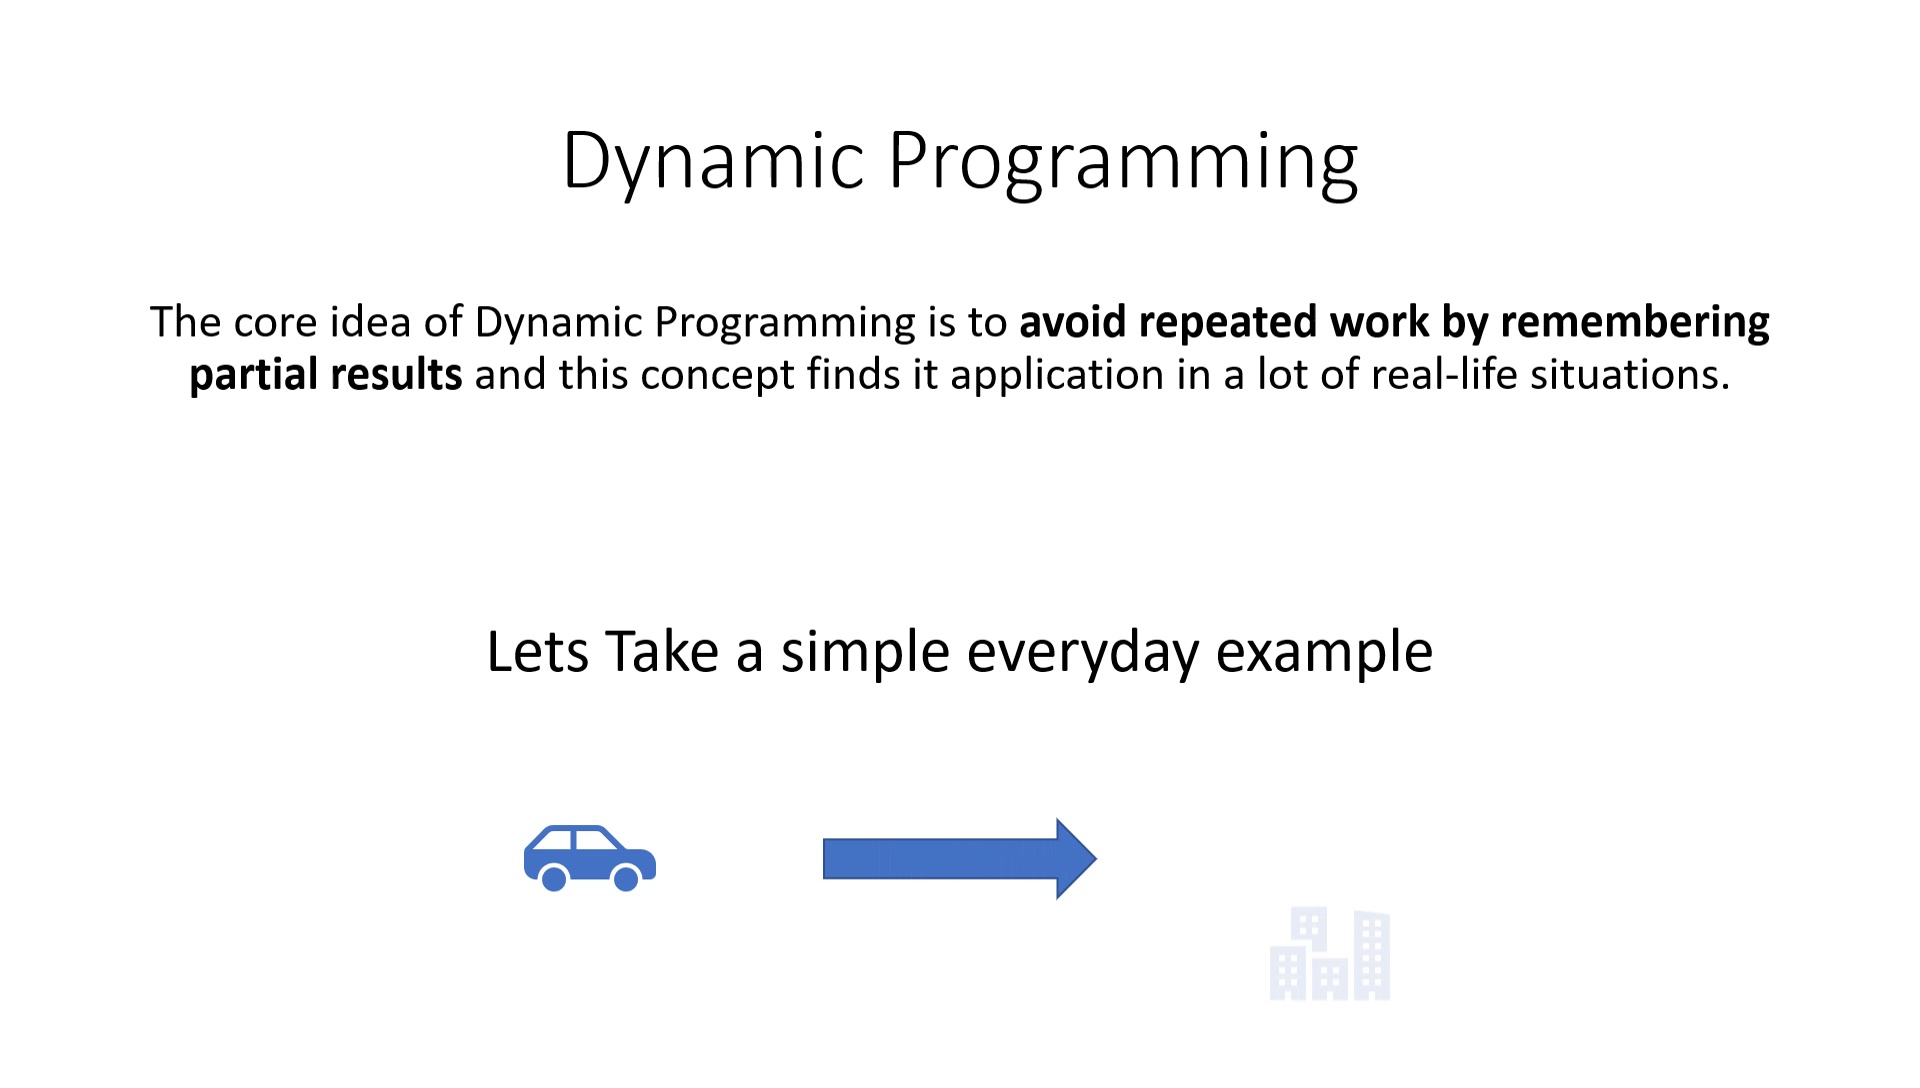 Dynamic Programming
The core idea of Dynamic Programming is to avoid repeated work by remembering
partial results and this concept finds it application in a lot of real-life situations.
Lets Take a simple everyday example